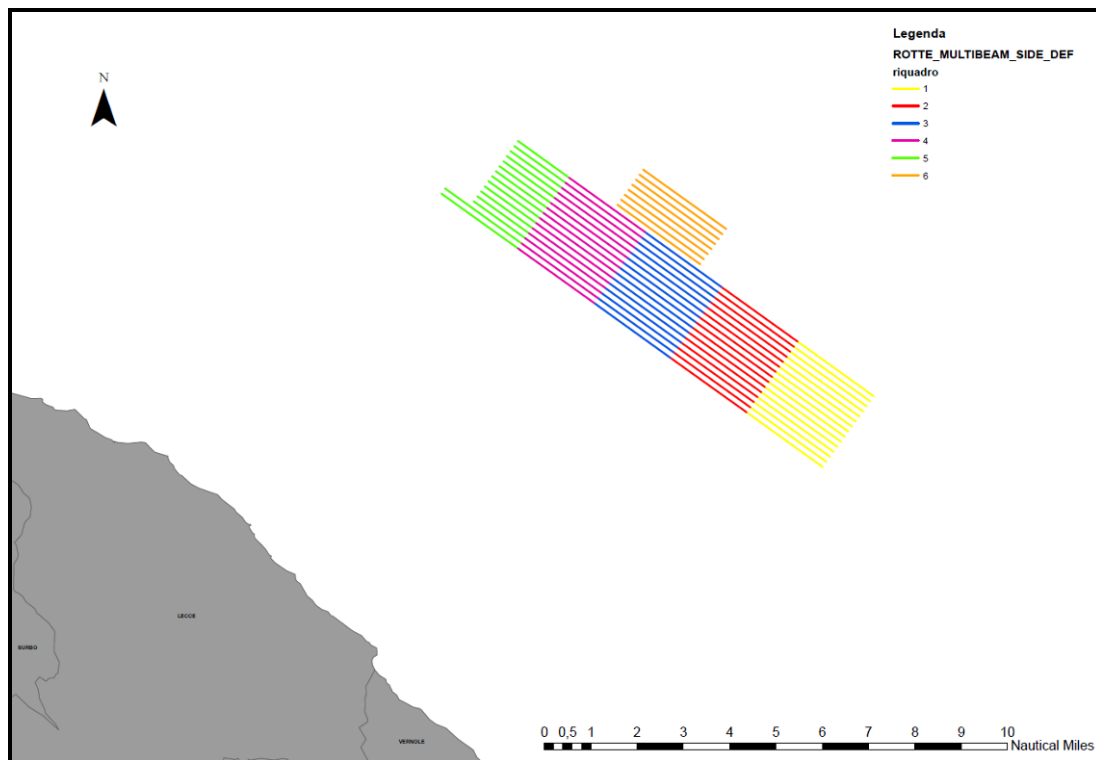 Legenda
ROTTE_MULTIBEAM_SIDE_DEF
riquadro
1
2
3
4
5
6
N
LECCE
SURBO
VERNOLE
0 0,5 1 2 3 4 5 6 7 8 9 10
Nautical Miles